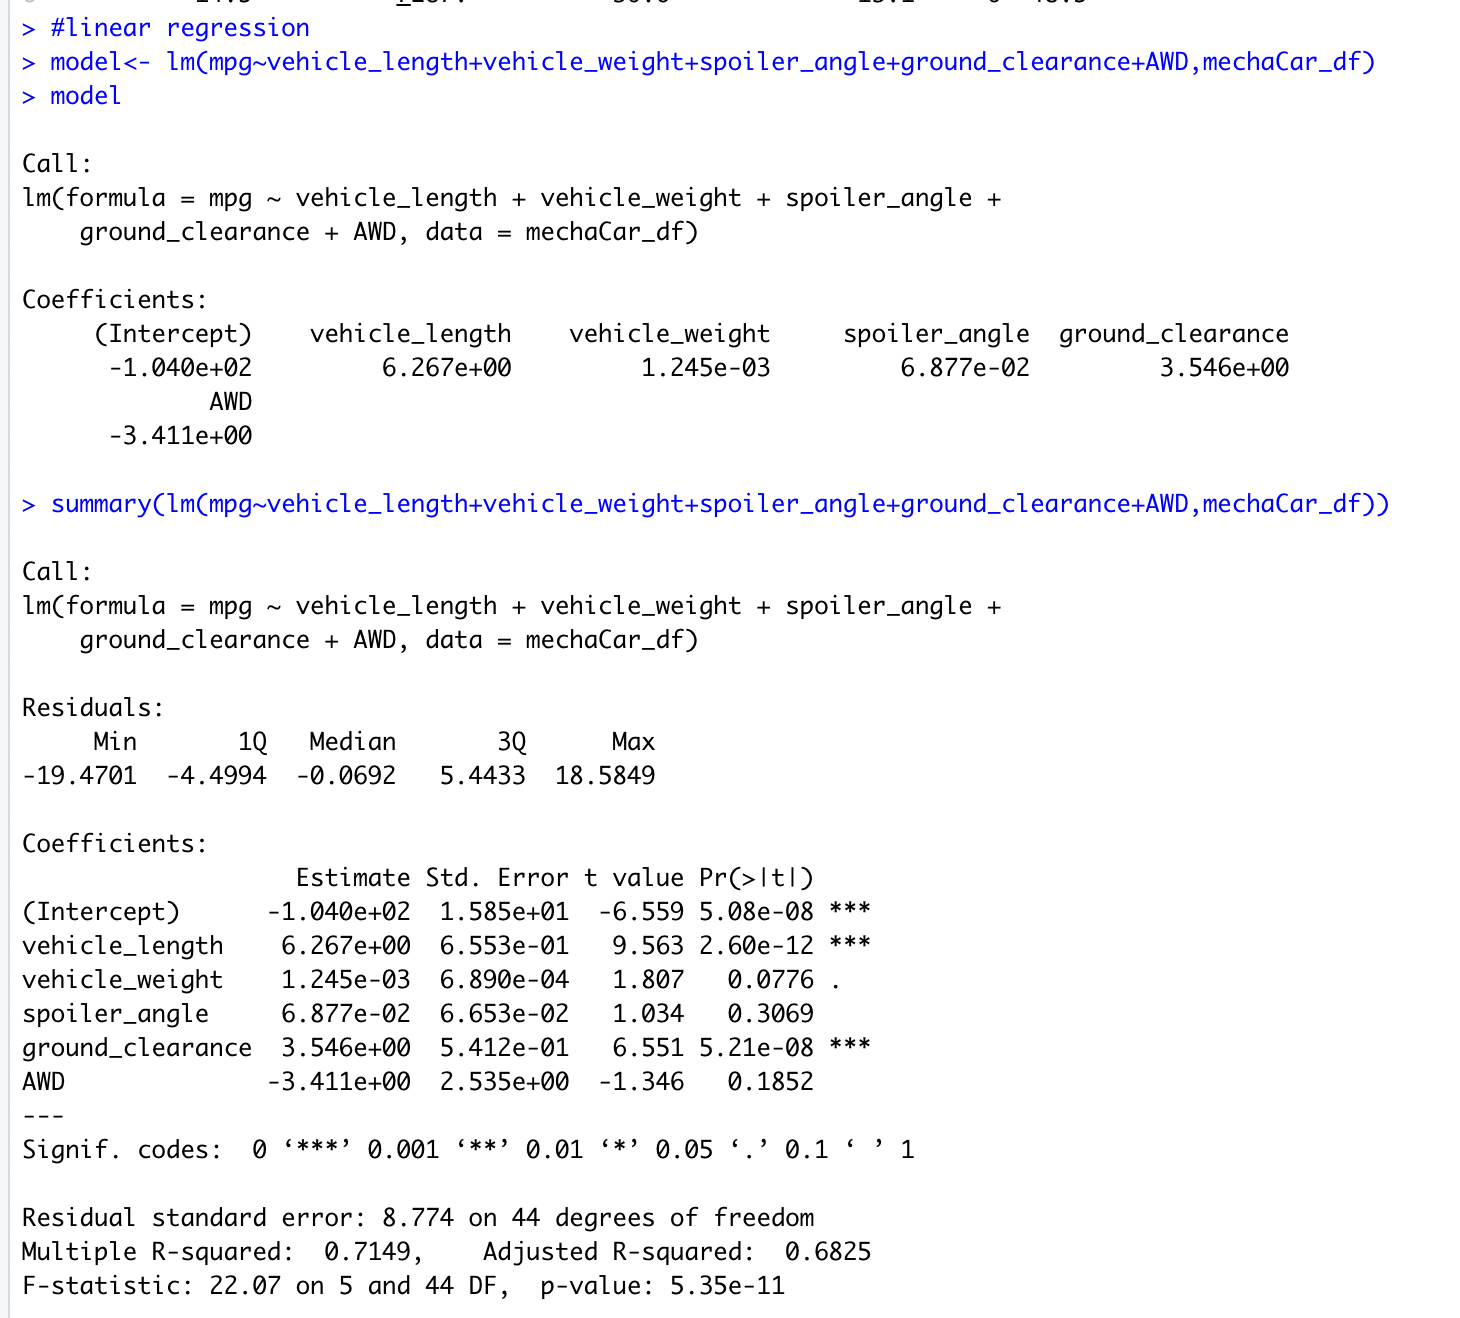 > #linear regression
> model<- lm(mpg~vehicle_length+vehicle_weight+spoiler_angle+ground_clearance+AWD,mechaCar_df)
> model
Call:
lm(formula = mpg ~ vehicle_length + vehicle_weight + spoiler_angle +
    ground_clearance + AWD, data = mechaCar_df)
Coefficients:
     (Intercept)    vehicle_length    vehicle_weight     spoiler_angle  ground_clearance
      -1.040e+02         6.267e+00         1.245e-03         6.877e-02         3.546e+00
             AWD
      -3.411e+00
> summary(lm(mpg~vehicle_length+vehicle_weight+spoiler_angle+ground_clearance+AWD,mechaCar_df))
Call:
lm(formula = mpg ~ vehicle_length + vehicle_weight + spoiler_angle +
    ground_clearance + AWD, data = mechaCar_df)
Residuals:
     Min       1Q   Median       3Q      Max
-19.4701  -4.4994  -0.0692   5.4433  18.5849
Coefficients:
                   Estimate Std. Error t value Pr(>|t|)
(Intercept)      -1.040e+02  1.585e+01  -6.559 5.08e-08 ***
vehicle_length    6.267e+00  6.553e-01   9.563 2.60e-12 ***
vehicle_weight    1.245e-03  6.890e-04   1.807   0.0776 .
spoiler_angle     6.877e-02  6.653e-02   1.034   0.3069
ground_clearance  3.546e+00  5.412e-01   6.551 5.21e-08 ***
AWD              -3.411e+00  2.535e+00  -1.346   0.1852
---
Signif. codes:  0 ‘***’ 0.001 ‘**’ 0.01 ‘*’ 0.05 ‘.’ 0.1 ‘ ’ 1
Residual standard error: 8.774 on 44 degrees of freedom
Multiple R-squared:  0.7149,    Adjusted R-squared:  0.6825
F-statistic: 22.07 on 5 and 44 DF,  p-value: 5.35e-11